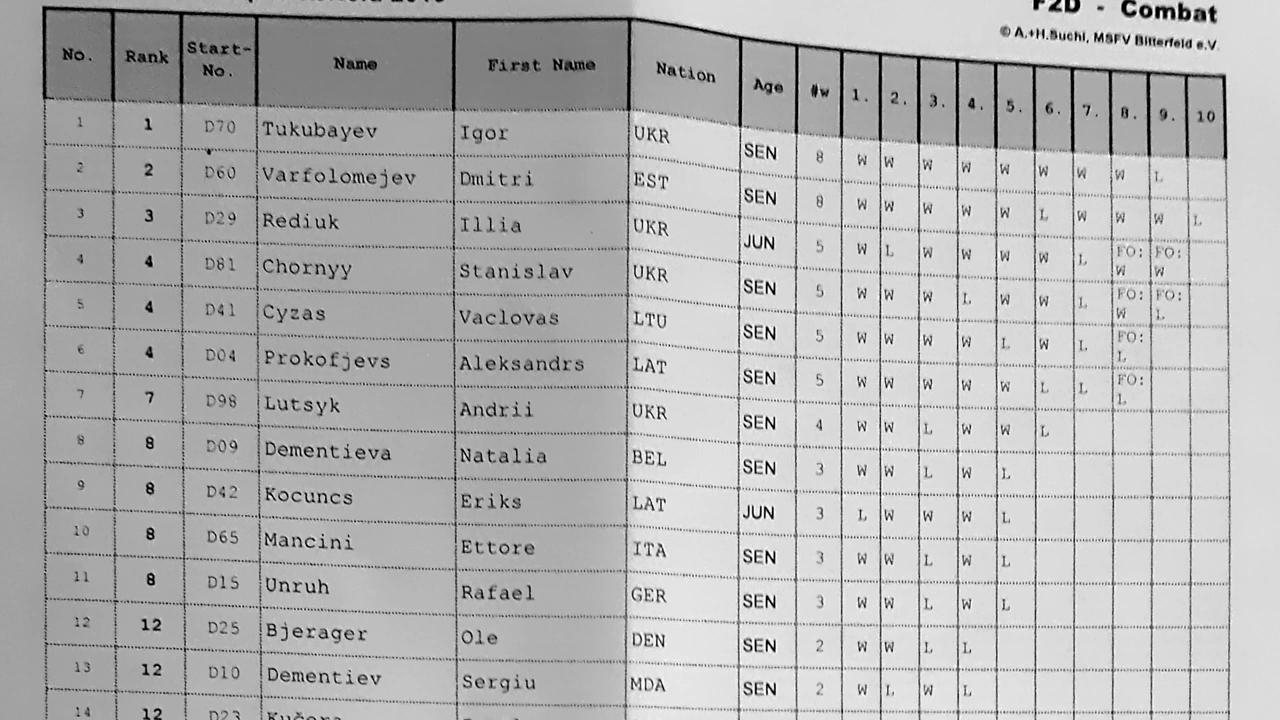 F2D - Combat
© A.+H.Suchi, MSFV Bitterfeld e.V.
No. Rank Start-No. Name First Name Nation Age #w 1. 2. 3. 4. 5. 6. 7. 8. 9. 10
1 1 D70 Tukubayev Igor UKR SEN 8 W W W W W W W W L
2 2 D60 Varfolomejev Dmitri EST SEN 8 W W W W W L W W W L
3 3 D29 Rediuk Illia UKR JUN 5 W L W W W W L FO: W FO: W
4 4 D81 Chornyy Stanislav UKR SEN 5 W W W L W W L FO: W FO: L
5 4 D41 Cyzas Vaclovas LTU SEN 5 W W W W L W L FO: L
6 4 D04 Prokofjevs Aleksandrs LAT SEN 5 W W W W W L L FO: L
7 7 D98 Lutsyk Andrii UKR SEN 4 W W L W W L
8 8 D09 Dementieva Natalia BEL SEN 3 W W L W L
9 8 D42 Kocuncs Eriks LAT JUN 3 L W W W L
10 8 D65 Mancini Ettore ITA SEN 3 W W L W L
11 8 D15 Unruh Rafael GER SEN 3 W W L W L
12 12 D25 Bjerager Ole DEN SEN 2 W W L L
13 12 D10 Dementiev Sergiu MDA SEN 2 W L W L
14 12 D23